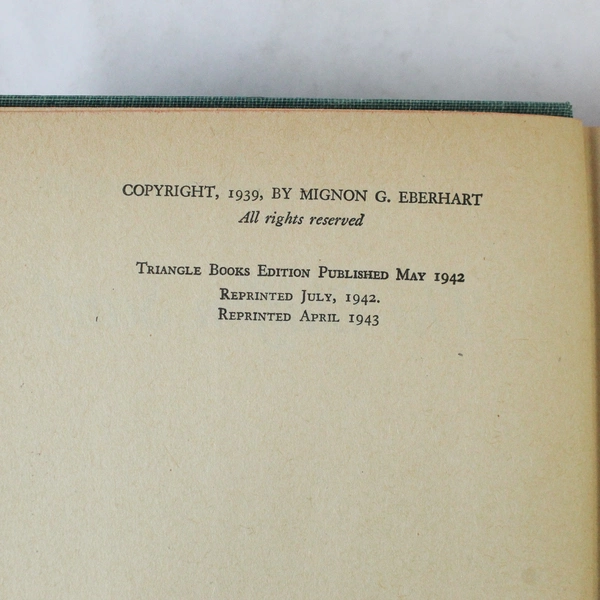 COPYRIGHT, 1939, BY MIGNON G. EBERHART
All rights reserved
Triangle Books Edition Published May 1942
Reprinted July, 1942.
Reprinted April 1943